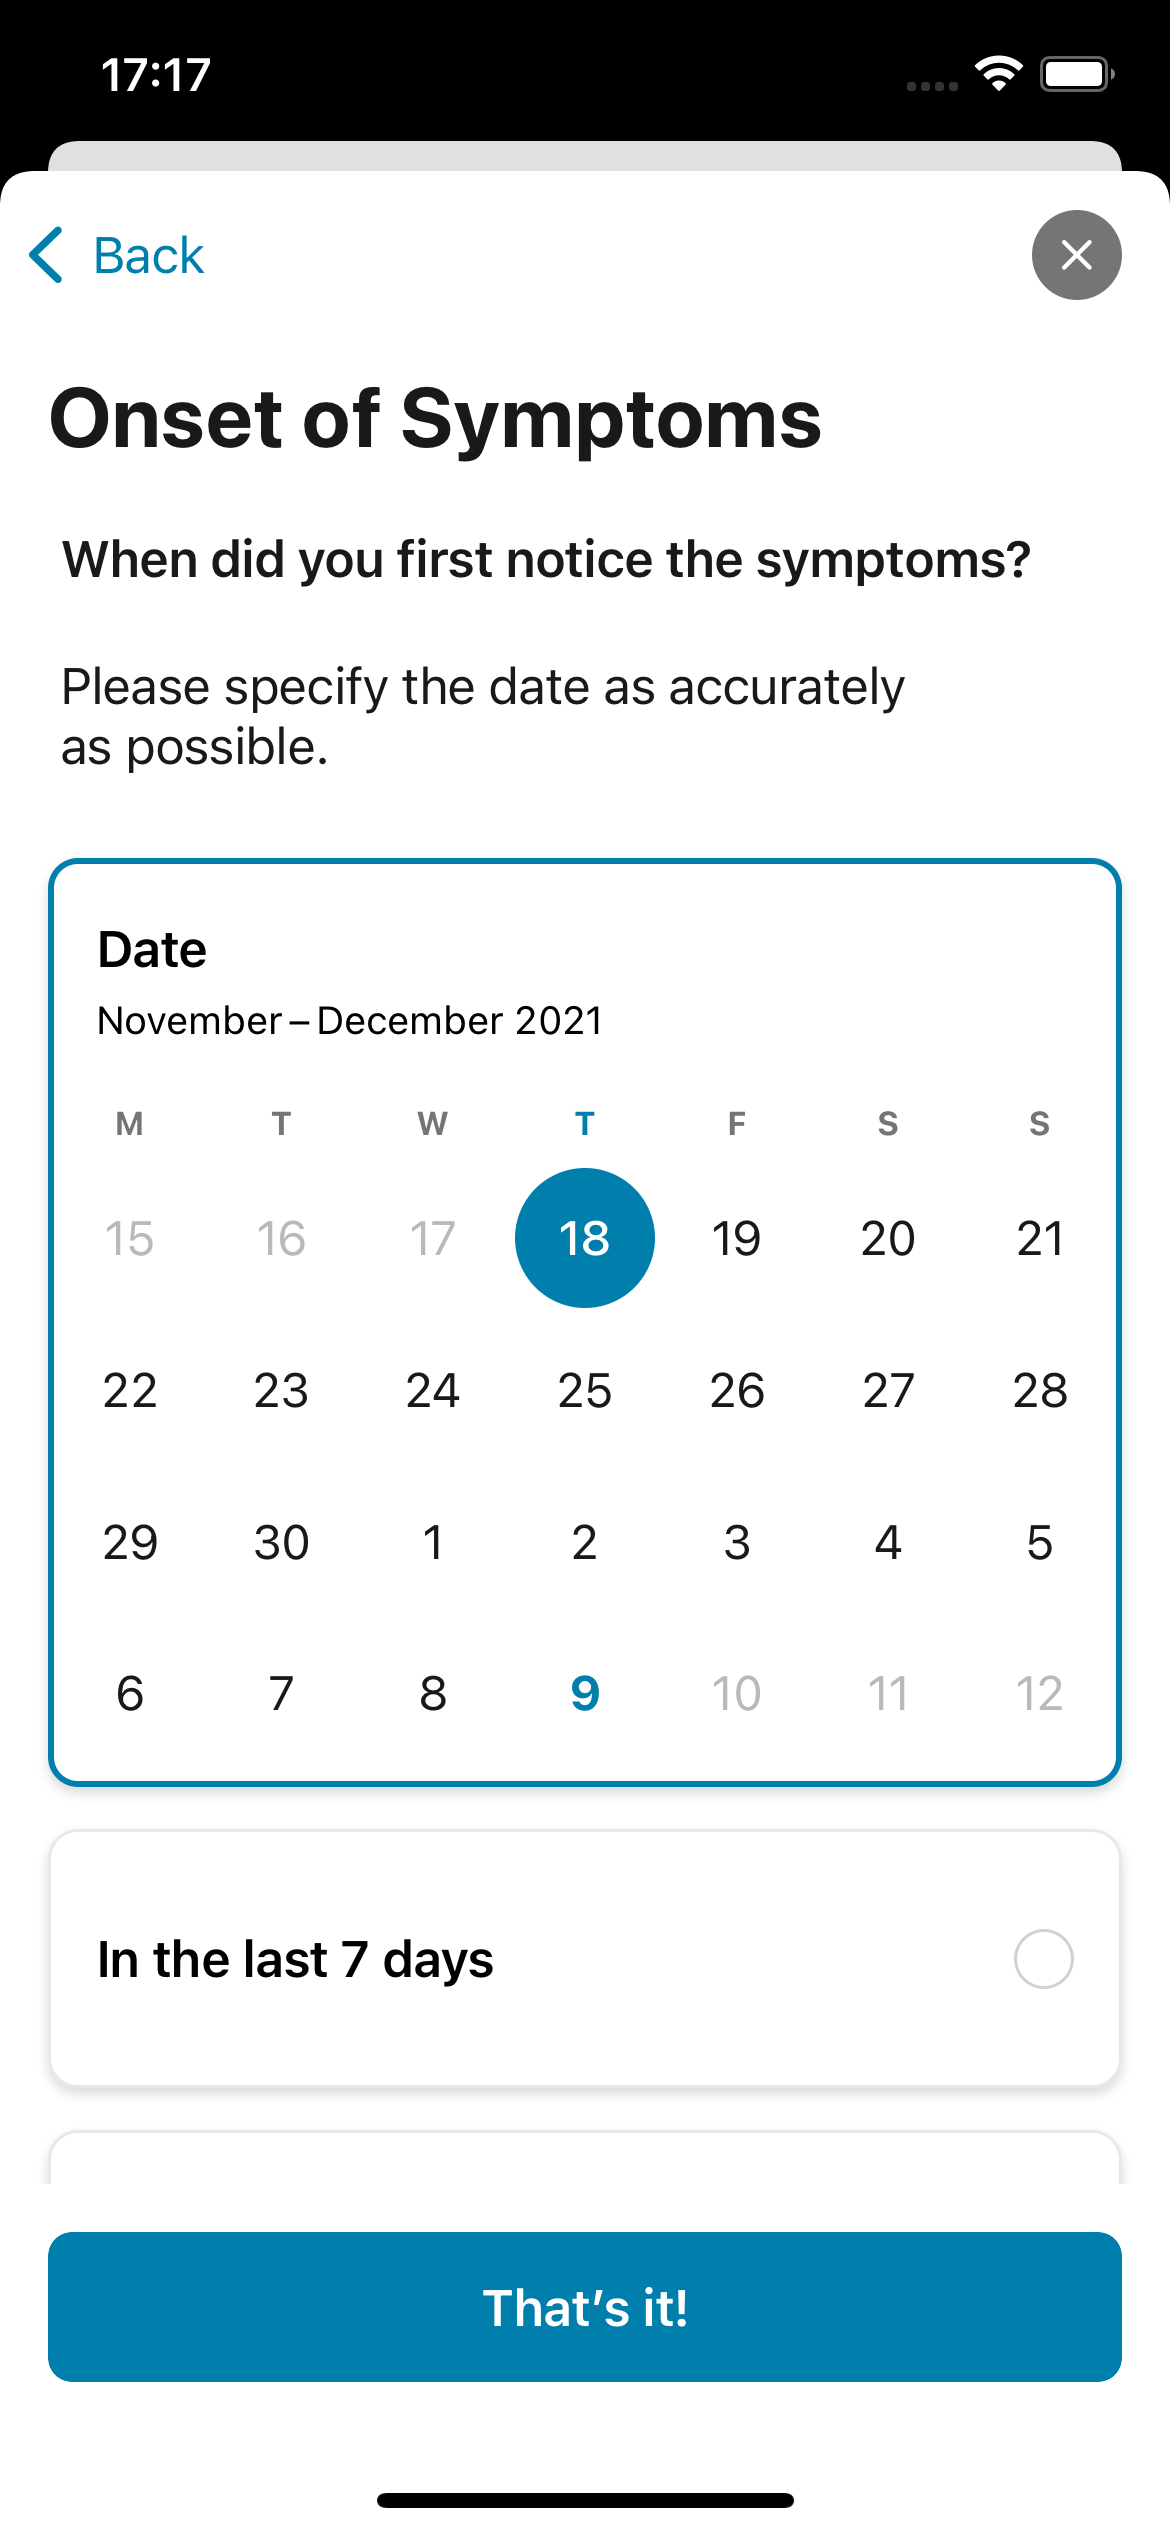 17:17
Back
Onset of Symptoms
When did you first notice the symptoms?
Please specify the date as accurately
as possible.
Date
November – December 2021
M T W T F S S
15 16 17 18 19 20 21
22 23 24 25 26 27 28
29 30 1 2 3 4 5
6 7 8 9 10 11 12
In the last 7 days
That’s it!